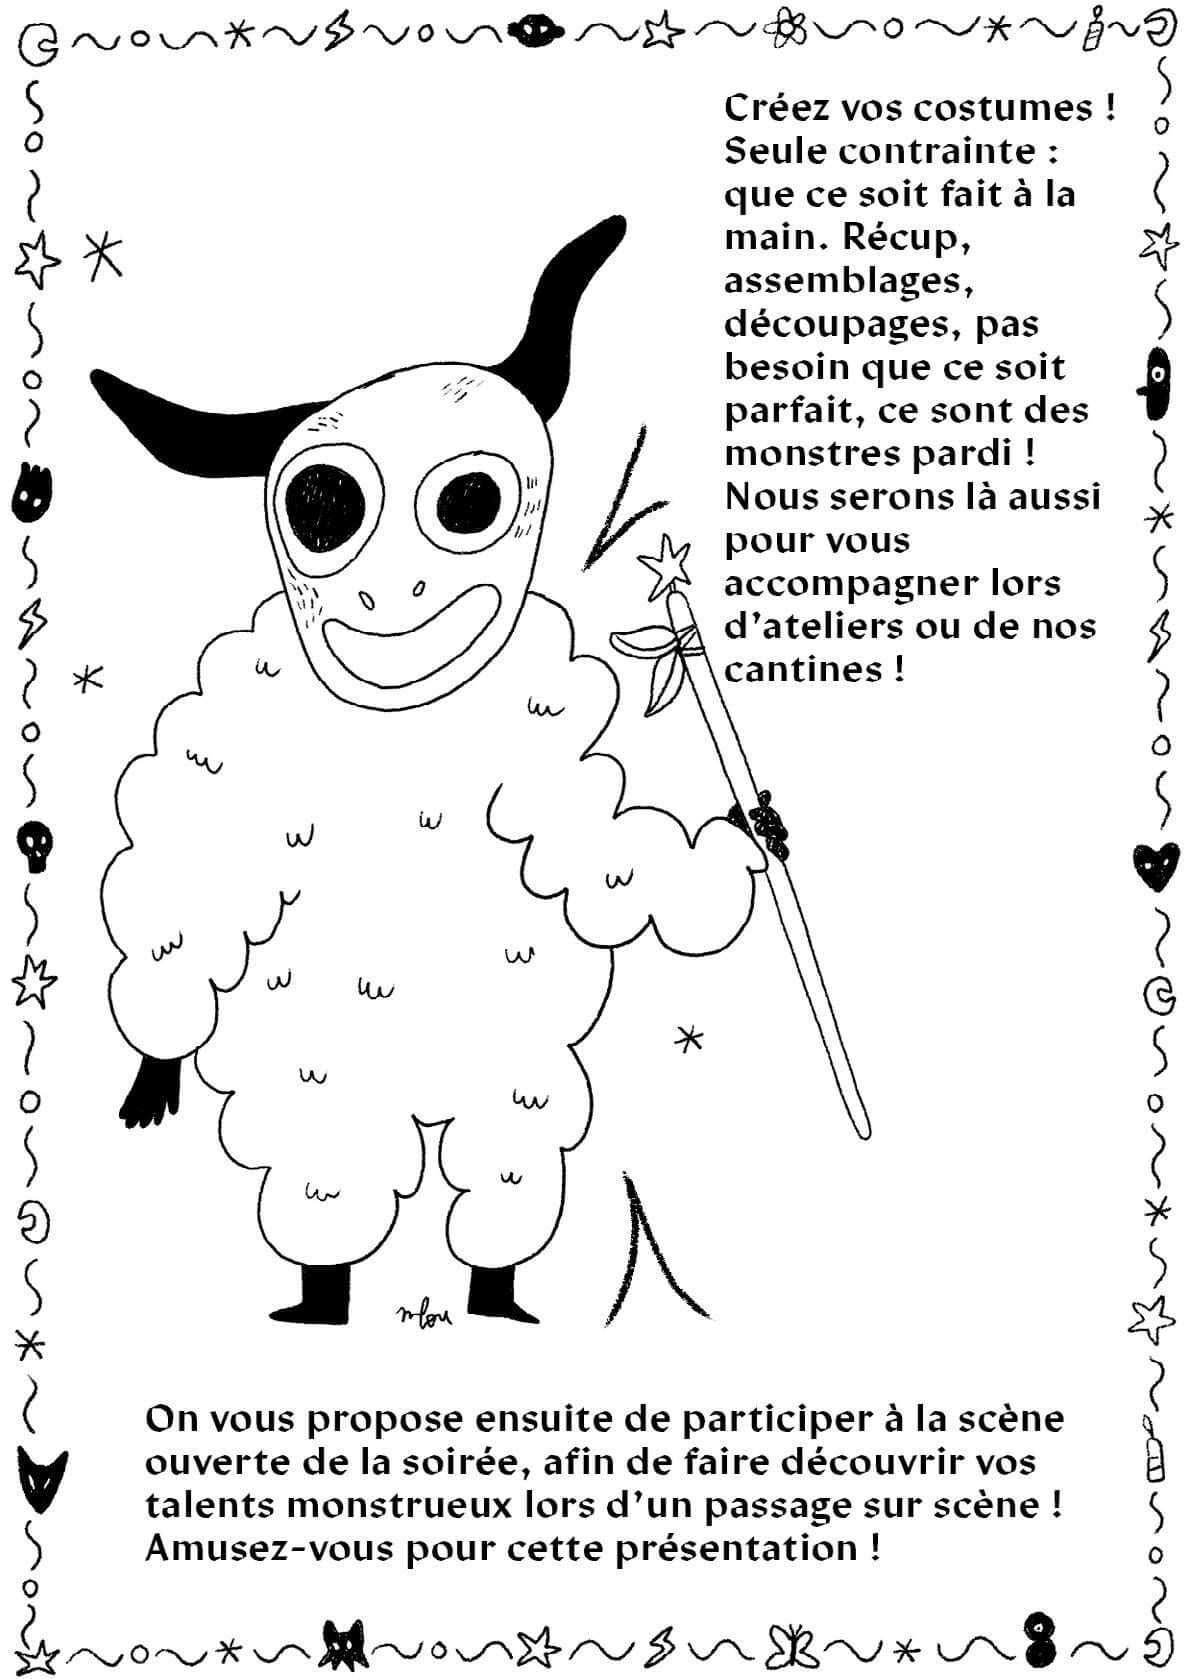 Créez vos costumes !
Seule contrainte :
que ce soit fait à la
main. Récup,
assemblages,
découpages, pas
besoin que ce soit
parfait, ce sont des
monstres pardi !
Nous serons là aussi
pour vous
accompagner lors
d’ateliers ou de nos
cantines !
mlou
On vous propose ensuite de participer à la scène
ouverte de la soirée, afin de faire découvrir vos
talents monstrueux lors d’un passage sur scène !
Amusez-vous pour cette présentation !